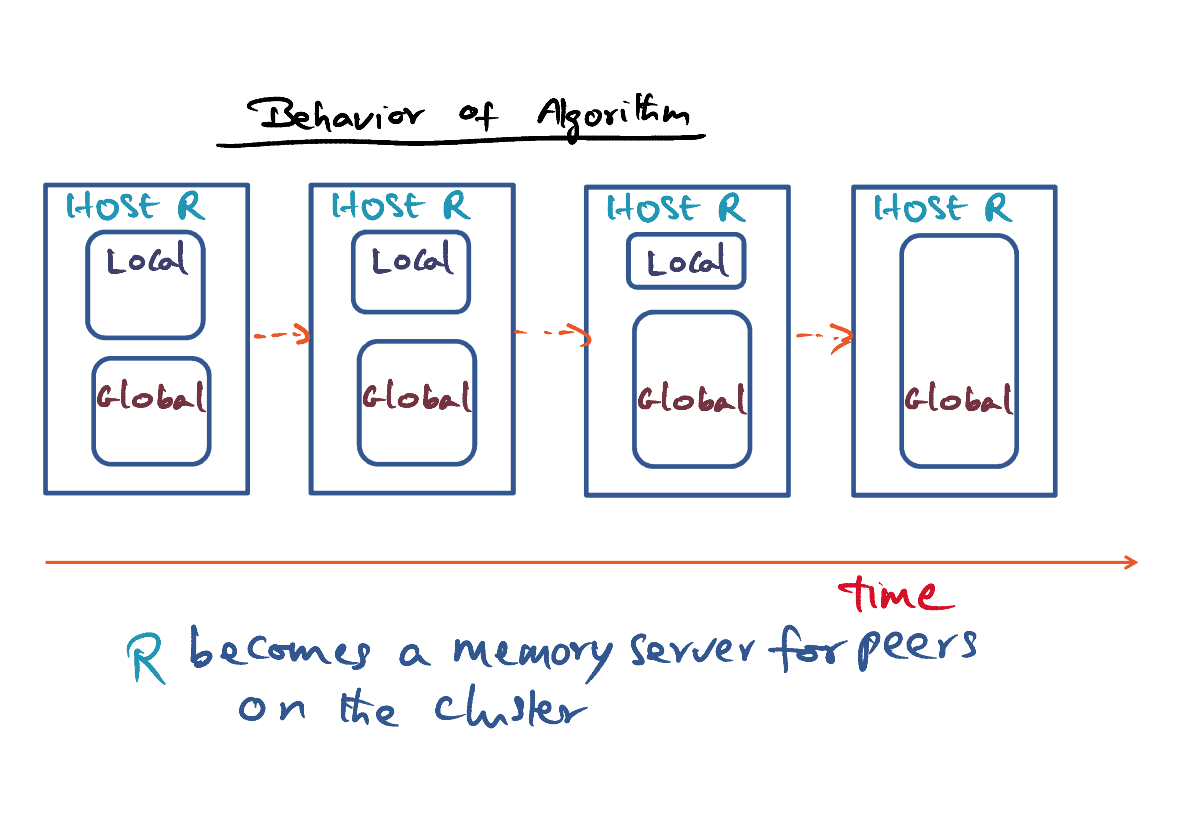 Behavior of Algorithm
HOST R
Local
Global
HOST R
Local
Global
HOST R
Local
Global
HOST R
Global
time
R becomes a memory server for peers
on the cluster